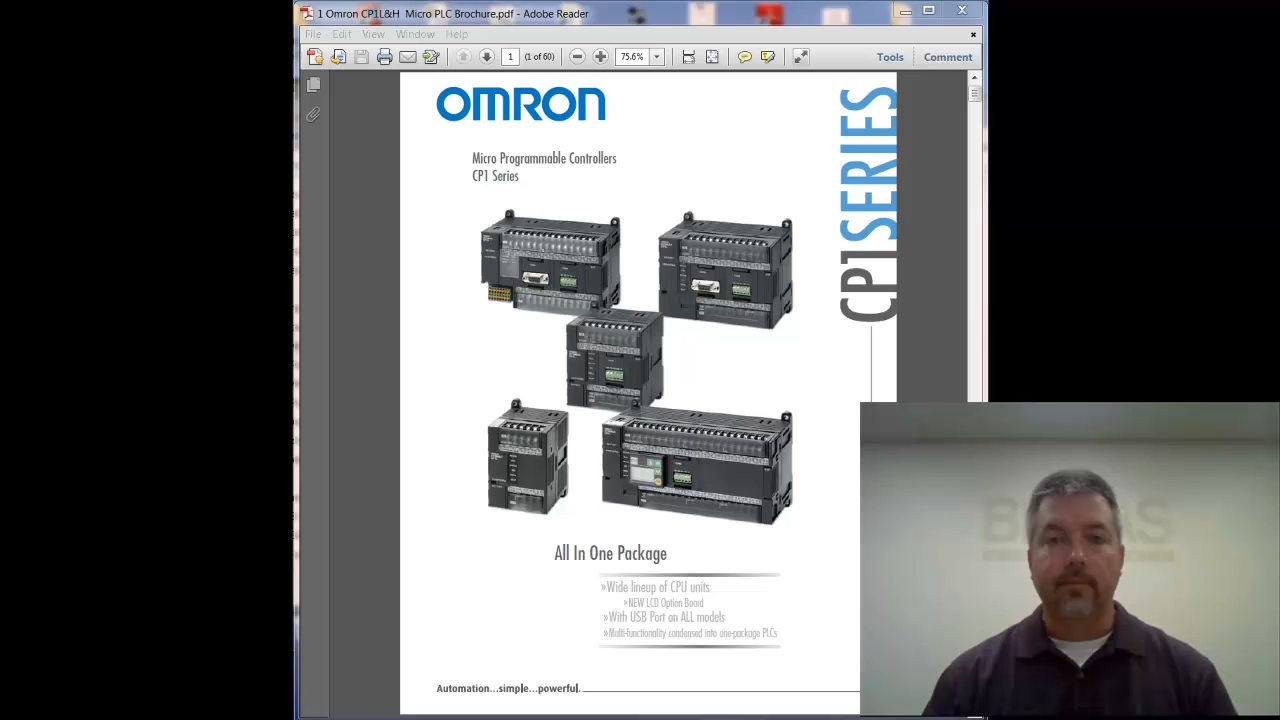 1 Omron CP1L&H  Micro PLC Brochure.pdf - Adobe Reader
File Edit View Window Help
1 (1 of 60) 75.6% Tools Comment
OMRON
CP1SERIES
Micro Programmable Controllers
CP1 Series
All In One Package
»Wide lineup of CPU units
»NEW LCD Option Board
»With USB Port on ALL models
»Multi-functionality condensed into one-package PLCs
Automation...simple...powerful.